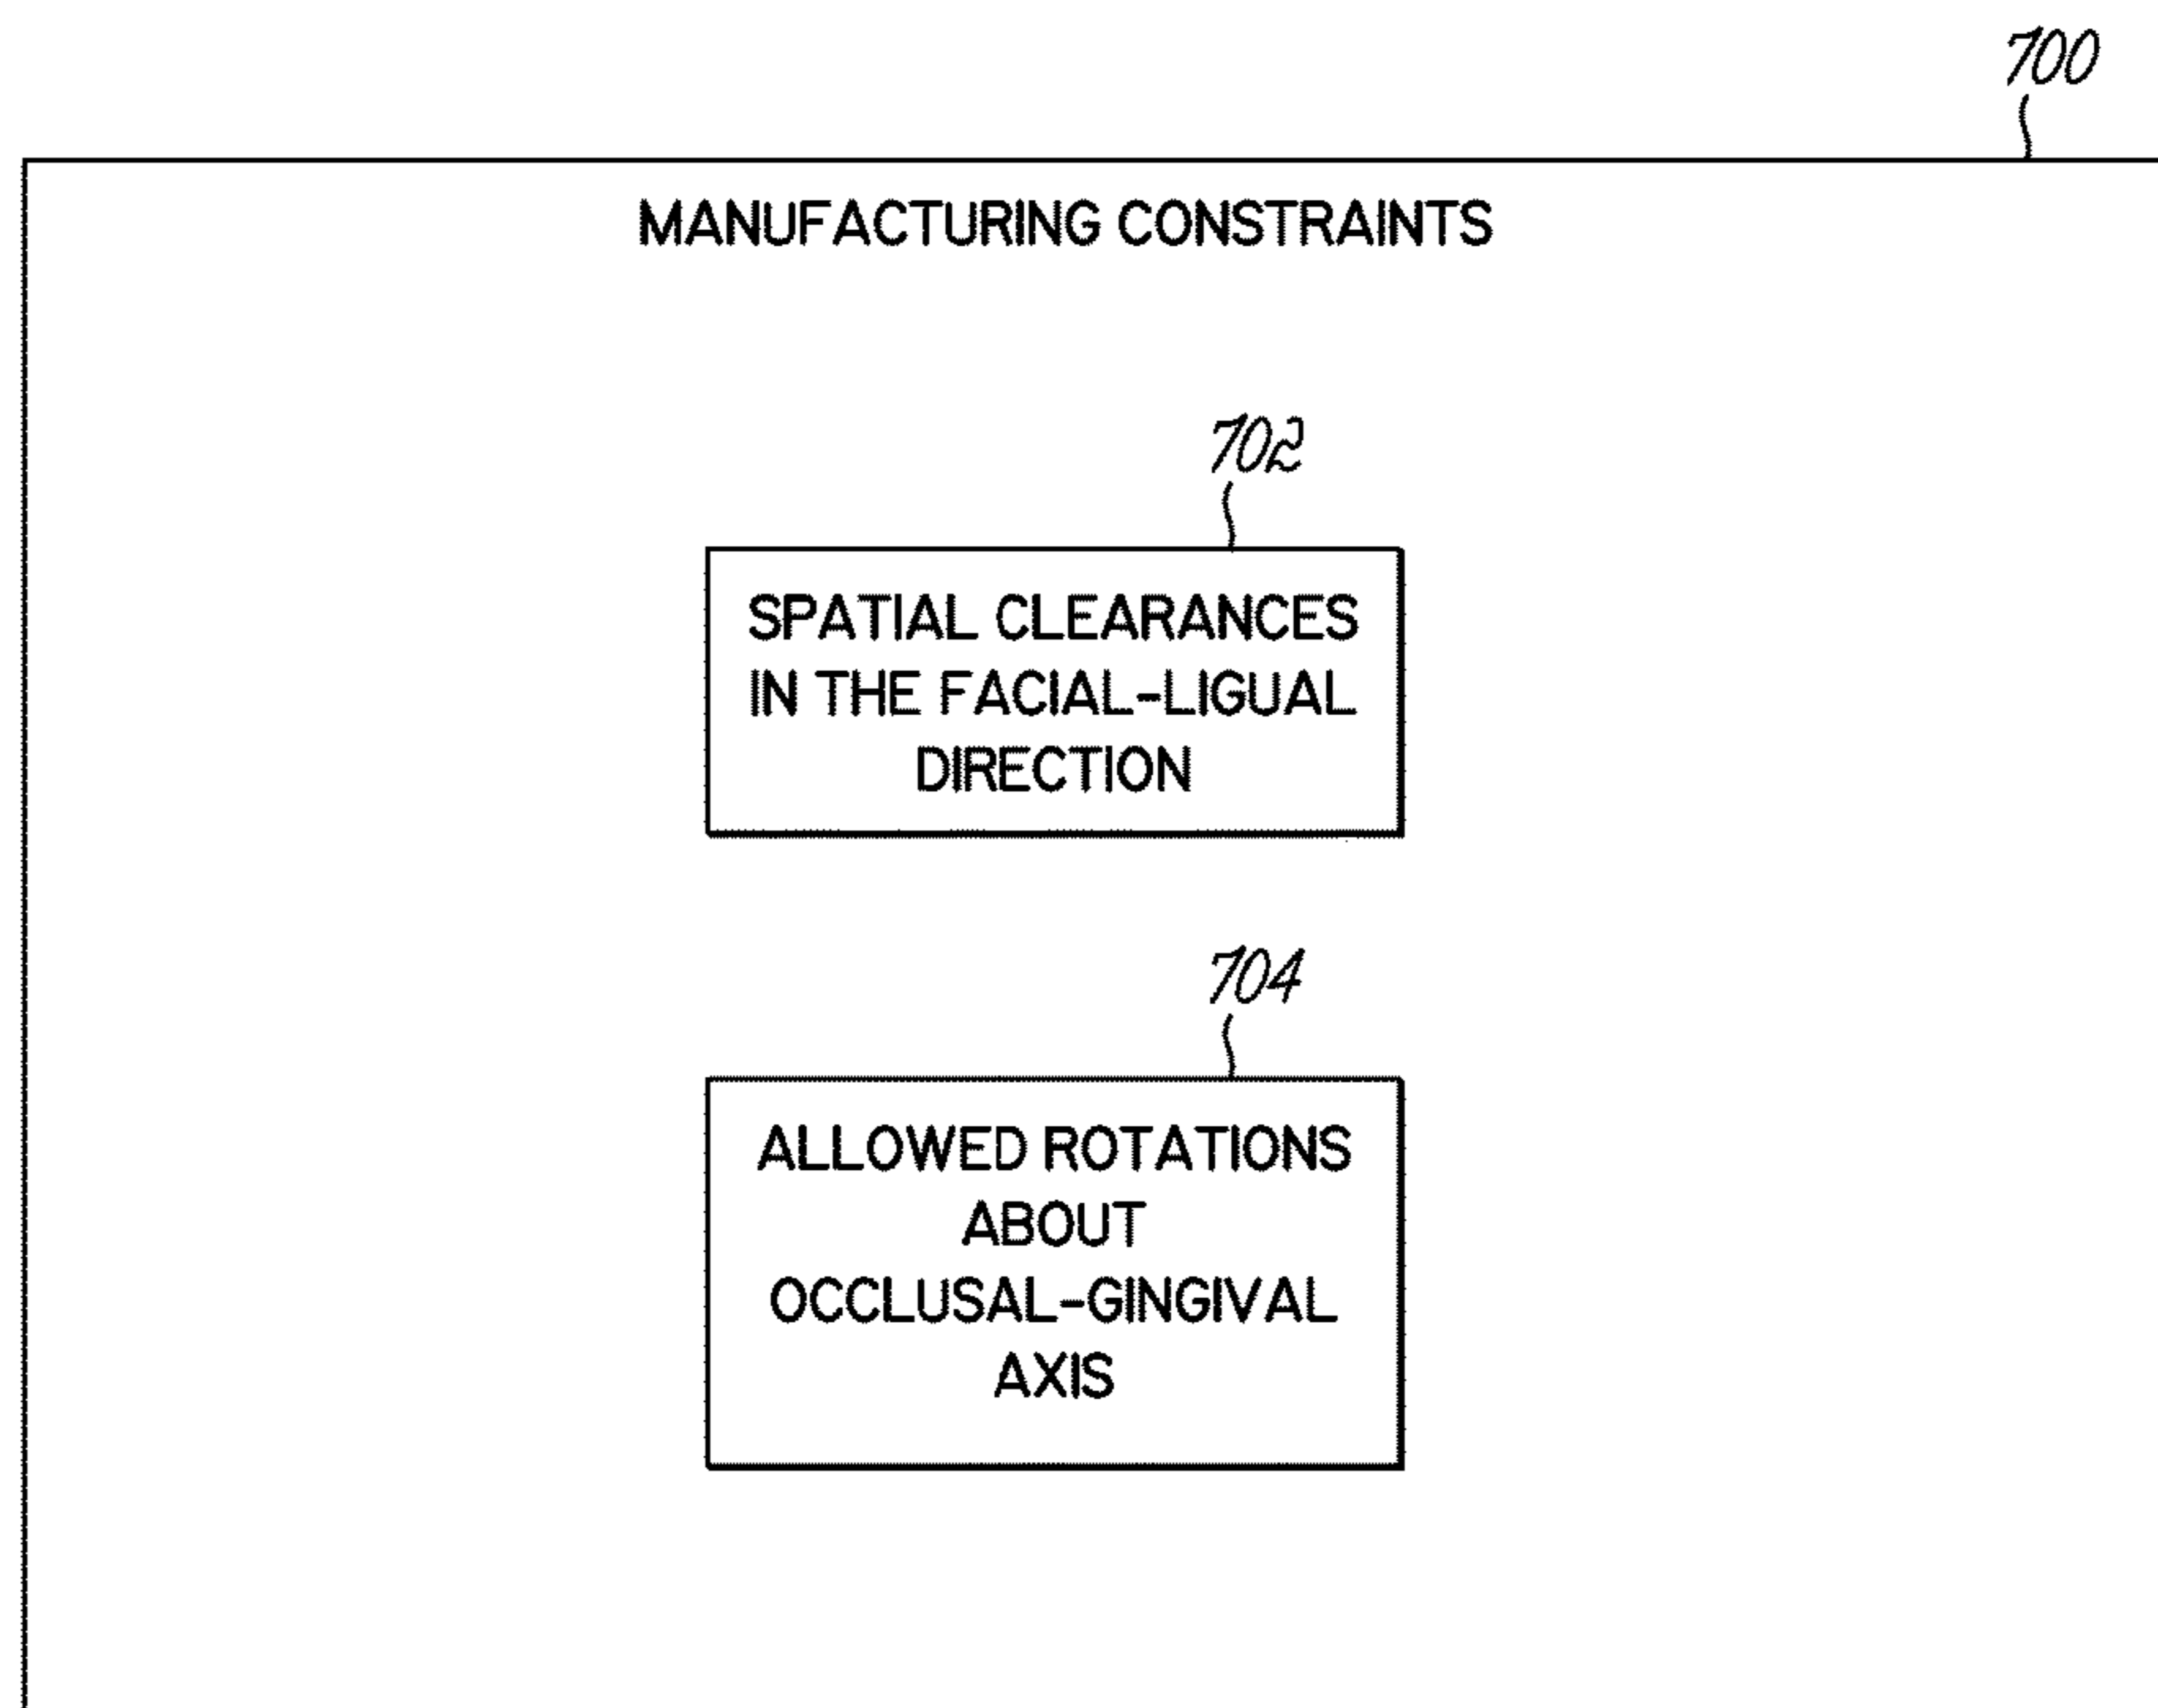 700
MANUFACTURING CONSTRAINTS
702
SPATIAL CLEARANCES
IN THE FACIAL-LIGUAL
DIRECTION
704
ALLOWED ROTATIONS
ABOUT
OCCLUSAL-GINGIVAL
AXIS